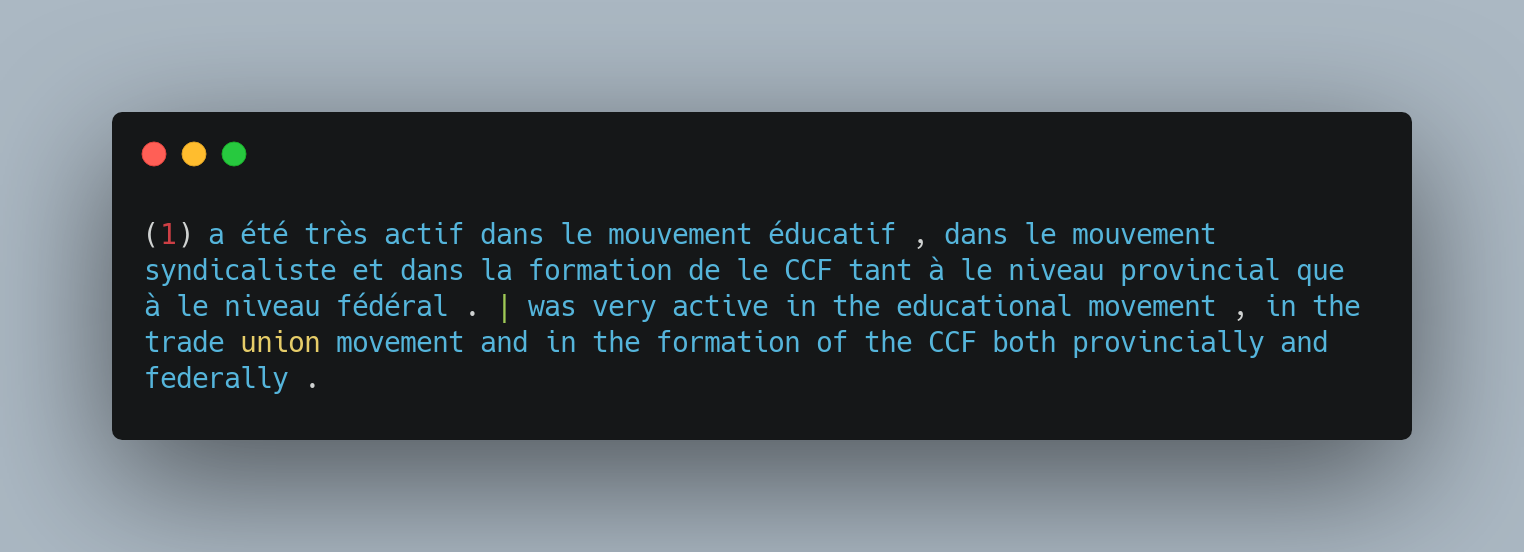 (1) a été très actif dans le mouvement éducatif , dans le mouvement
syndicaliste et dans la formation de le CCF tant à le niveau provincial que
à le niveau fédéral . | was very active in the educational movement , in the
trade union movement and in the formation of the CCF both provincially and
federally .